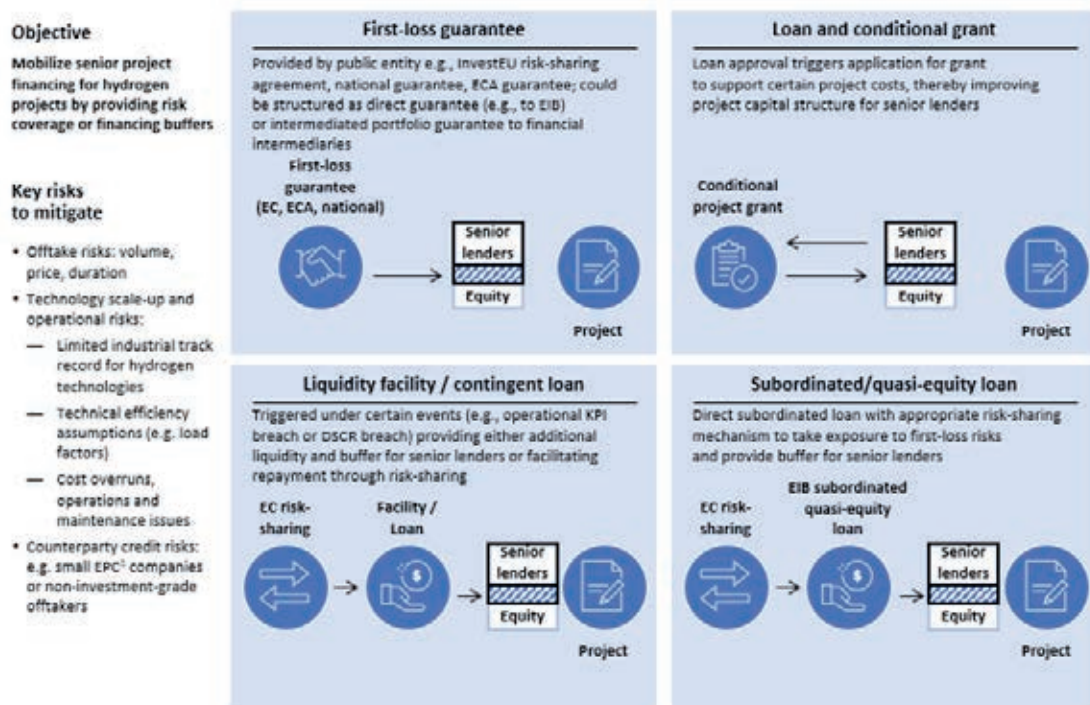 Objective
Mobilize senior project
financing for hydrogen
projects by providing risk
coverage or financing buffers
Key risks
to mitigate
• Offtake risks: volume,
price, duration
• Technology scale-up and
operational risks:
— Limited industrial track
record for hydrogen
technologies
— Technical efficiency
assumptions (e.g. load
factors)
— Cost overruns,
operations and
maintenance issues
• Counterparty credit risks:
e.g. small EPC¹ companies
or non-investment-grade
offtakers
First-loss guarantee
Provided by public entity e.g., InvestEU risk-sharing
agreement, national guarantee, ECA guarantee; could
be structured as direct guarantee (e.g., to EIB)
or intermediated portfolio guarantee to financial
intermediaries
First-loss
guarantee
(EC, ECA, national)
Senior
lenders
Equity
Project
Loan and conditional grant
Loan approval triggers application for grant
to support certain project costs, thereby improving
project capital structure for senior lenders
Conditional
project grant
Senior
lenders
Equity
Project
Liquidity facility / contingent loan
Triggered under certain events (e.g., operational KPI
breach or DSCR breach) providing either additional
liquidity and buffer for senior lenders or facilitating
repayment through risk-sharing
EC risk-
sharing
Facility /
Loan
$
Senior
lenders
Equity
Project
Subordinated/quasi-equity loan
Direct subordinated loan with appropriate risk-sharing
mechanism to take exposure to first-loss risks
and provide buffer for senior lenders
EC risk-
sharing
EIB subordinated
quasi-equity
loan
$
Senior
lenders
Equity
Project